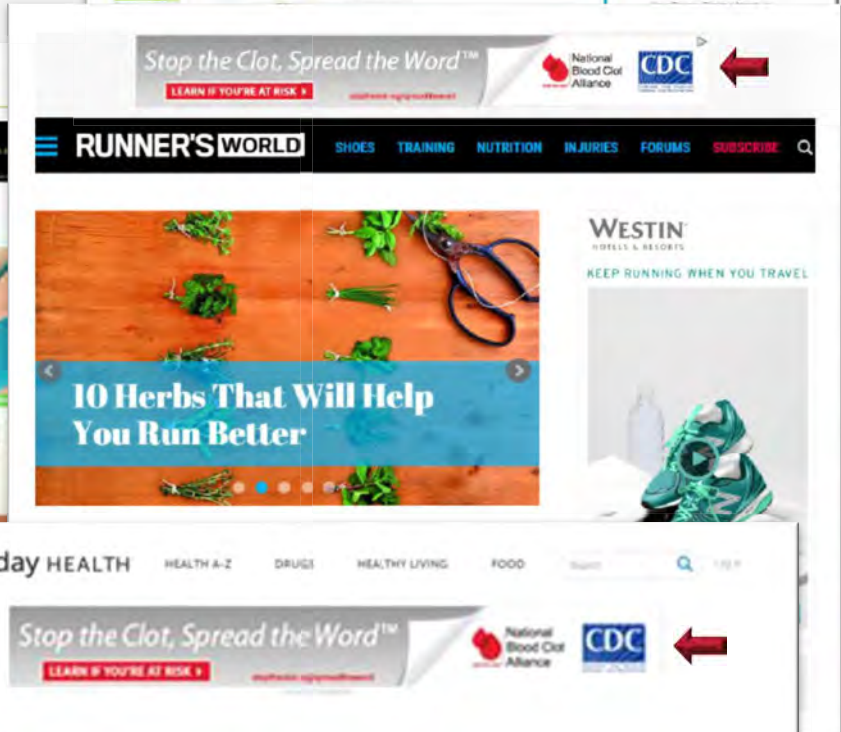 Stop the Clot, Spread the Word™
LEARN IF YOU'RE AT RISK
National
Blood Clot
Alliance
CDC
RUNNER'S WORLD
SHOES TRAINING NUTRITION INJURIES FORUMS SUBSCRIBE
WESTIN
HOTELS & RESORTS
KEEP RUNNING WHEN YOU TRAVEL
10 Herbs That Will Help
You Run Better
day HEALTH HEALTH A-Z DRUGS HEALTHY LIVING FOOD Search
Stop the Clot, Spread the Word™
LEARN IF YOU'RE AT RISK
National
Blood Clot
Alliance
CDC